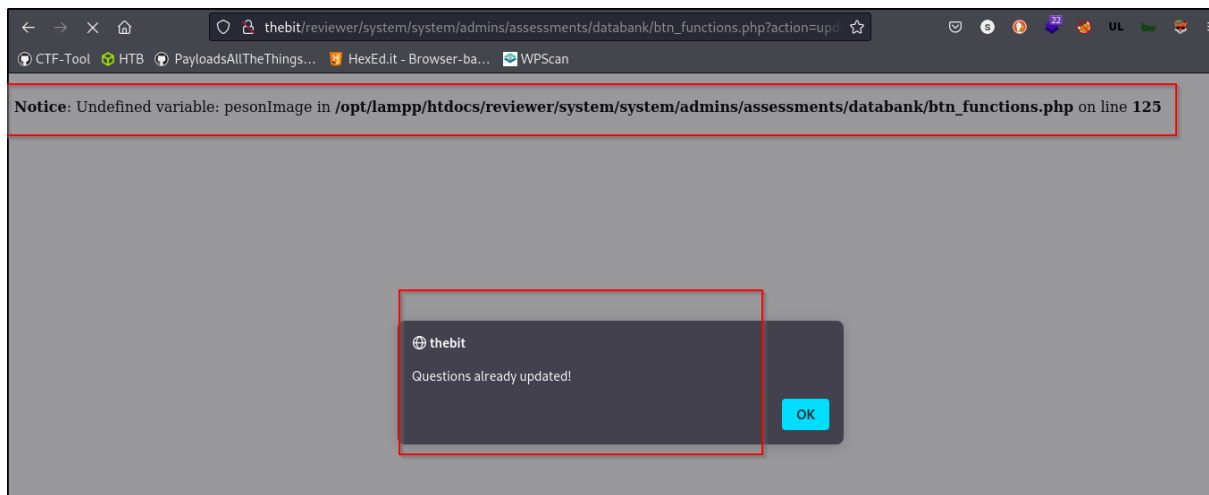 thebit/reviewer/system/system/admins/assessments/databank/btn_functions.php?action=upd
22
S
UL
CTF-Tool HTB PayloadsAllTheThings... HexEd.it - Browser-ba... WPScan
Notice: Undefined variable: pesonImage in /opt/lampp/htdocs/reviewer/system/system/admins/assessments/databank/btn_functions.php on line 125
thebit
Questions already updated!
OK